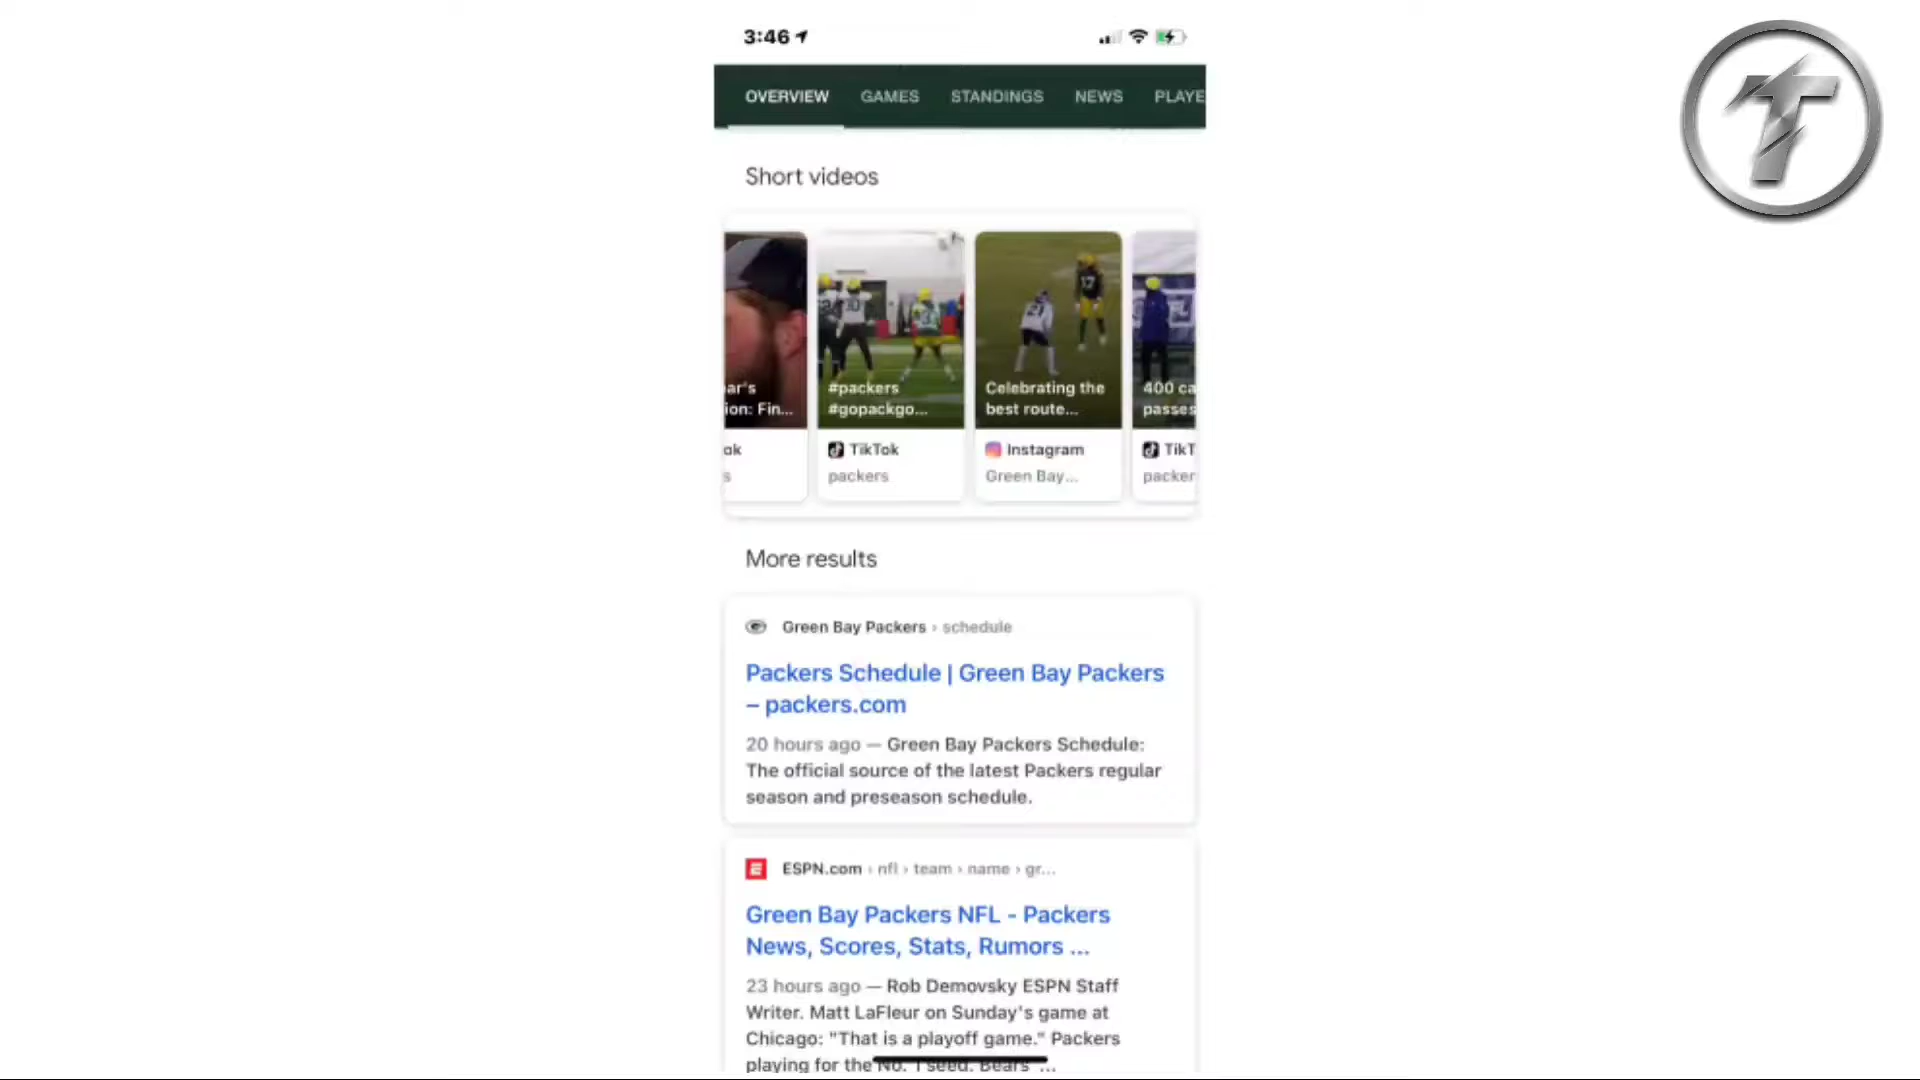 3:46
OVERVIEW GAMES STANDINGS NEWS PLAYE
Short videos
ar's
ion: Fin...
ok
s
#packers
#gopackgo...
TikTok
packers
17
21
Celebrating the
best route...
Instagram
Green Bay...
400 ca
passes
TikT
packer
More results
Green Bay Packers › schedule
Packers Schedule | Green Bay Packers
– packers.com
20 hours ago — Green Bay Packers Schedule:
The official source of the latest Packers regular
season and preseason schedule.
ESPN.com › nfl › team › name › gr...
Green Bay Packers NFL - Packers
News, Scores, Stats, Rumors ...
23 hours ago — Rob Demovsky ESPN Staff
Writer. Matt LaFleur on Sunday's game at
Chicago: "That is a playoff game." Packers
playing for the No. 1 seed. Bears ...
T